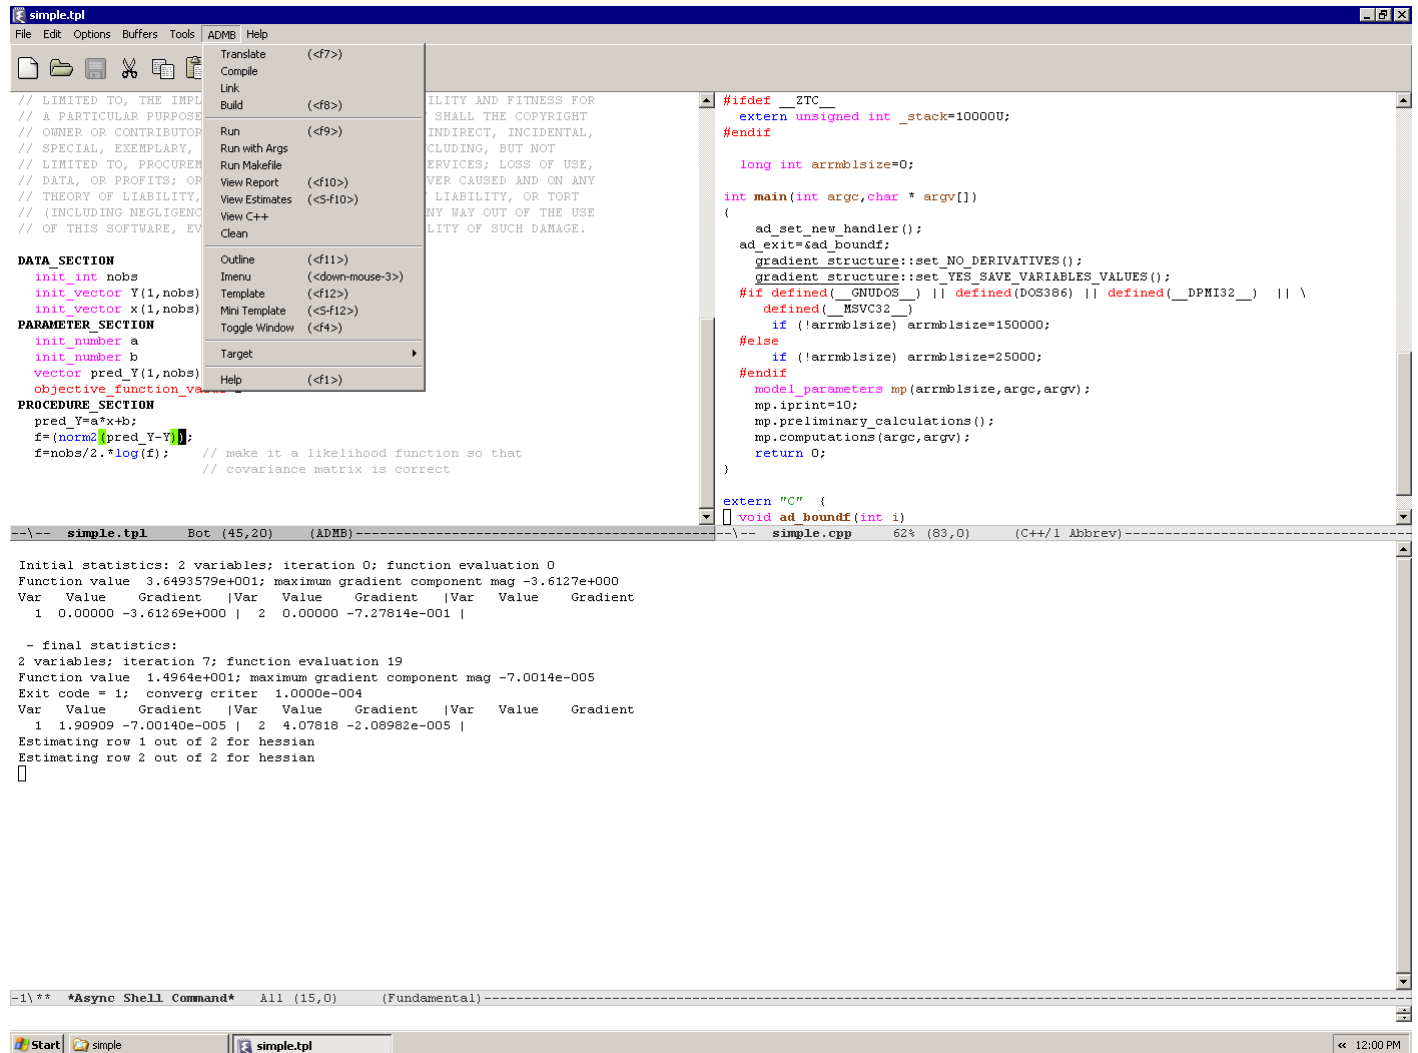 simple.tpl
File Edit Options Buffers Tools ADMB Help
Translate (<f7>)
Compile
Link
Build (<f8>)
Run (<f9>)
Run with Args
Run Makefile
View Report (<f10>)
View Estimates (<S-f10>)
View C++
Clean
Outline (<f11>)
Imenu (<down-mouse-3>)
Template (<f12>)
Mini Template (<S-f12>)
Toggle Window (<f4>)
Target
Help (<f1>)
// LIMITED TO, THE IMPL ILITY AND FITNESS FOR
// A PARTICULAR PURPOSE SHALL THE COPYRIGHT
// OWNER OR CONTRIBUTOR INDIRECT, INCIDENTAL,
// SPECIAL, EXEMPLARY, CLUDING, BUT NOT
// LIMITED TO, PROCUREM ERVICES; LOSS OF USE,
// DATA, OR PROFITS; OR VER CAUSED AND ON ANY
// THEORY OF LIABILITY, LIABILITY, OR TORT
// (INCLUDING NEGLIGENC NY WAY OUT OF THE USE
// OF THIS SOFTWARE, EV LITY OF SUCH DAMAGE.
DATA_SECTION
init_int nobs
init_vector Y(1,nobs)
init_vector x(1,nobs)
PARAMETER_SECTION
init_number a
init_number b
vector pred_Y(1,nobs)
objective_function_value f
PROCEDURE_SECTION
pred_Y=a*x+b;
f=(norm2(pred_Y-Y));
f=nobs/2.*log(f); // make it a likelihood function so that
// covariance matrix is correct
--\-- simple.tpl Bot (45,20) (ADMB)--
#ifdef __ZTC__
extern unsigned int _stack=10000U;
#endif
long int arrmblsize=0;
int main(int argc,char * argv[])
{
ad_set_new_handler();
ad_exit=&ad_boundf;
gradient_structure::set_NO_DERIVATIVES();
gradient_structure::set_YES_SAVE_VARIABLES_VALUES();
#if defined(__GNUDOS__) || defined(DOS386) || defined(__DPMI32__) || \
defined(__MSVC32__)
if (!arrmblsize) arrmblsize=150000;
#else
if (!arrmblsize) arrmblsize=25000;
#endif
model_parameters mp(arrmblsize,argc,argv);
mp.iprint=10;
mp.preliminary_calculations();
mp.computations(argc,argv);
return 0;
}
extern "C" {
void ad_boundf(int i)
--\-- simple.cpp 62% (83,0) (C++/l Abbrev)--
Initial statistics: 2 variables; iteration 0; function evaluation 0
Function value 3.6493579e+001; maximum gradient component mag -3.6127e+000
Var Value Gradient |Var Value Gradient |Var Value Gradient
1 0.00000 -3.61269e+000 | 2 0.00000 -7.27814e-001 |
- final statistics:
2 variables; iteration 7; function evaluation 19
Function value 1.4964e+001; maximum gradient component mag -7.0014e-005
Exit code = 1; converg criter 1.0000e-004
Var Value Gradient |Var Value Gradient |Var Value Gradient
1 1.90909 -7.00140e-005 | 2 4.07818 -2.08982e-005 |
Estimating row 1 out of 2 for hessian
Estimating row 2 out of 2 for hessian
-1\** *Async Shell Command* All (15,0) (Fundamental)--
Start simple simple.tpl « 12:00 PM